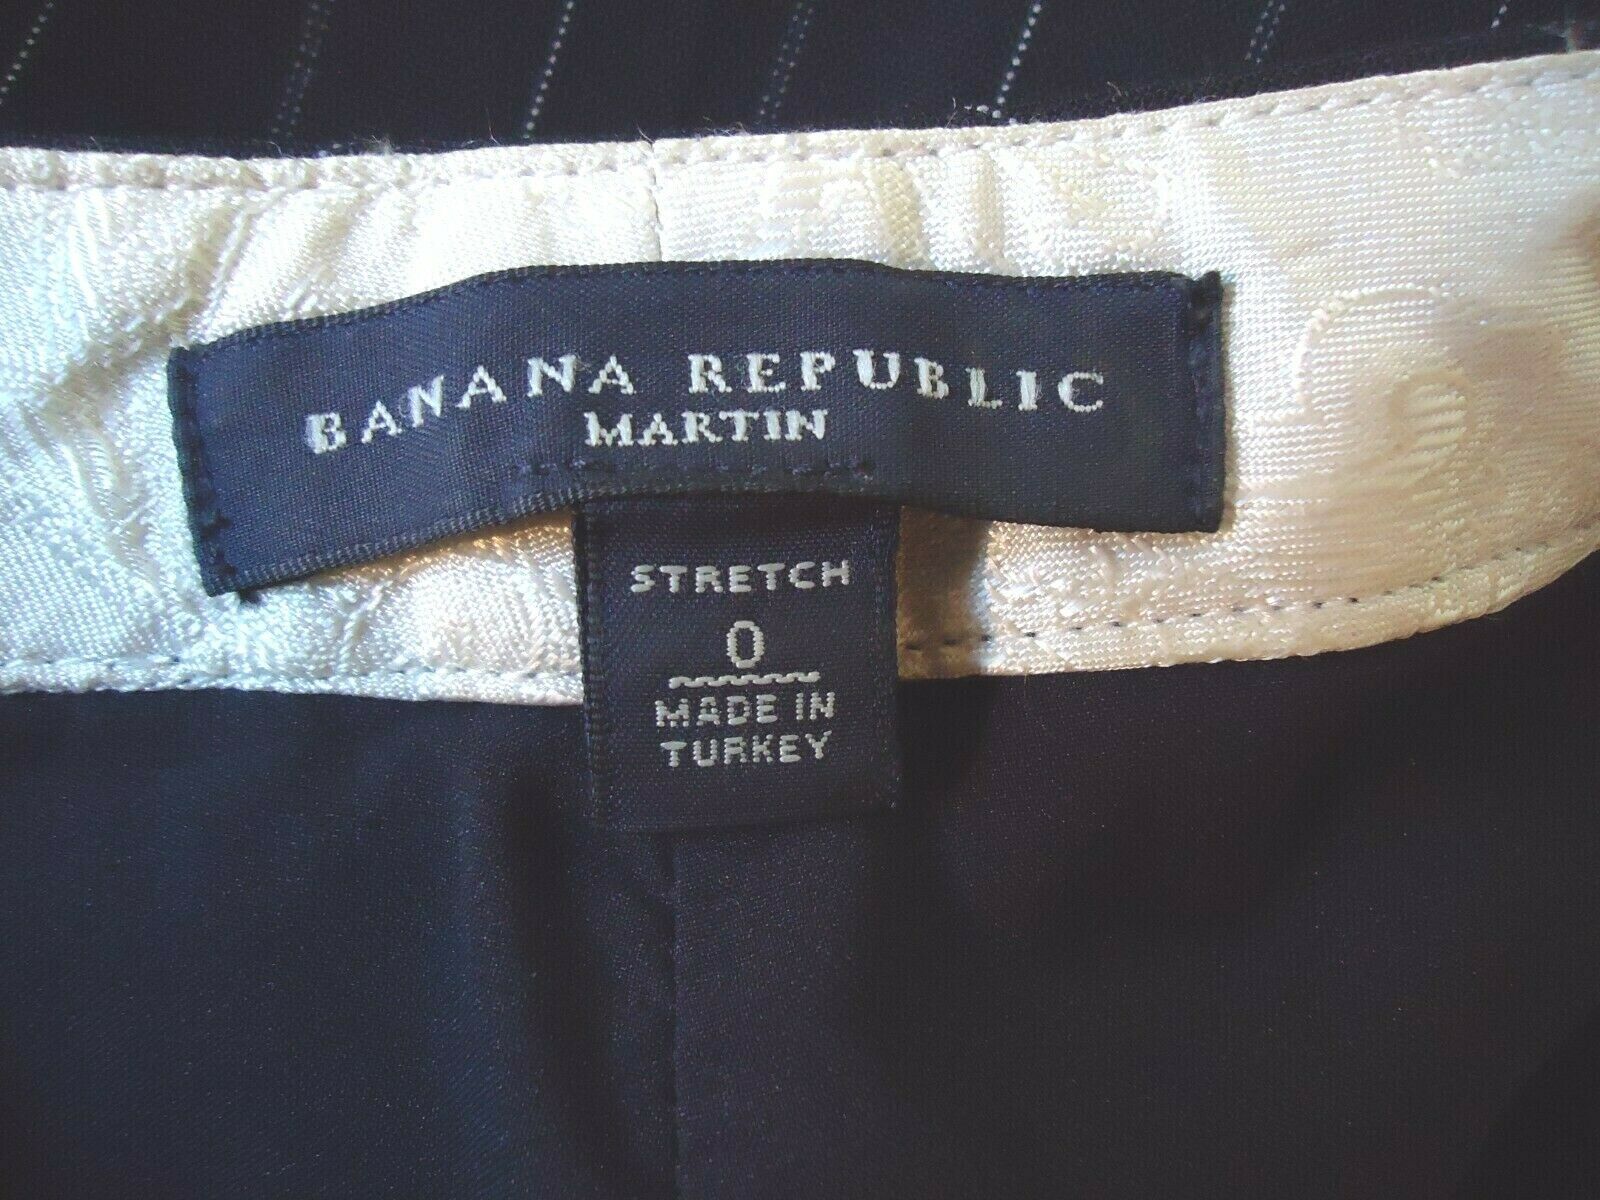 BANANA REPUBLIC
MARTIN
STRETCH
0
MADE IN
TURKEY